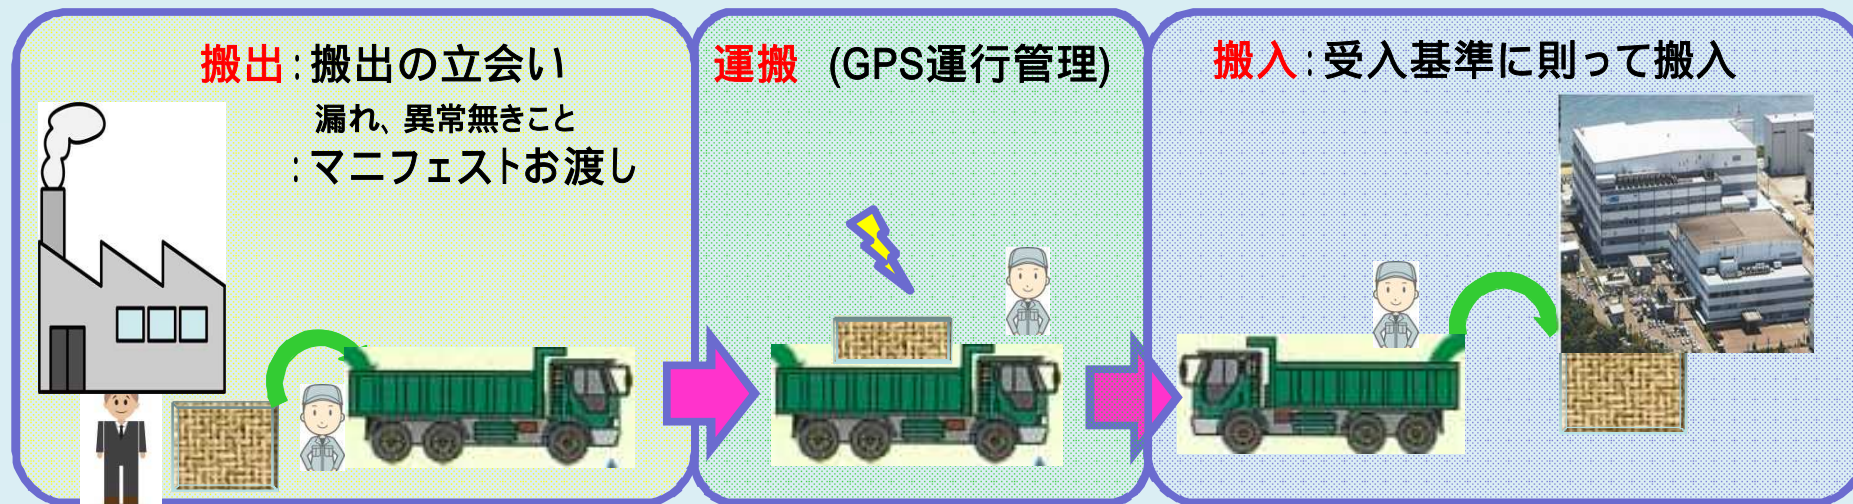 搬出：搬出の立会い
漏れ、異常無きこと
：マニフェストお渡し
運搬 (GPS運行管理)
搬入：受入基準に則って搬入